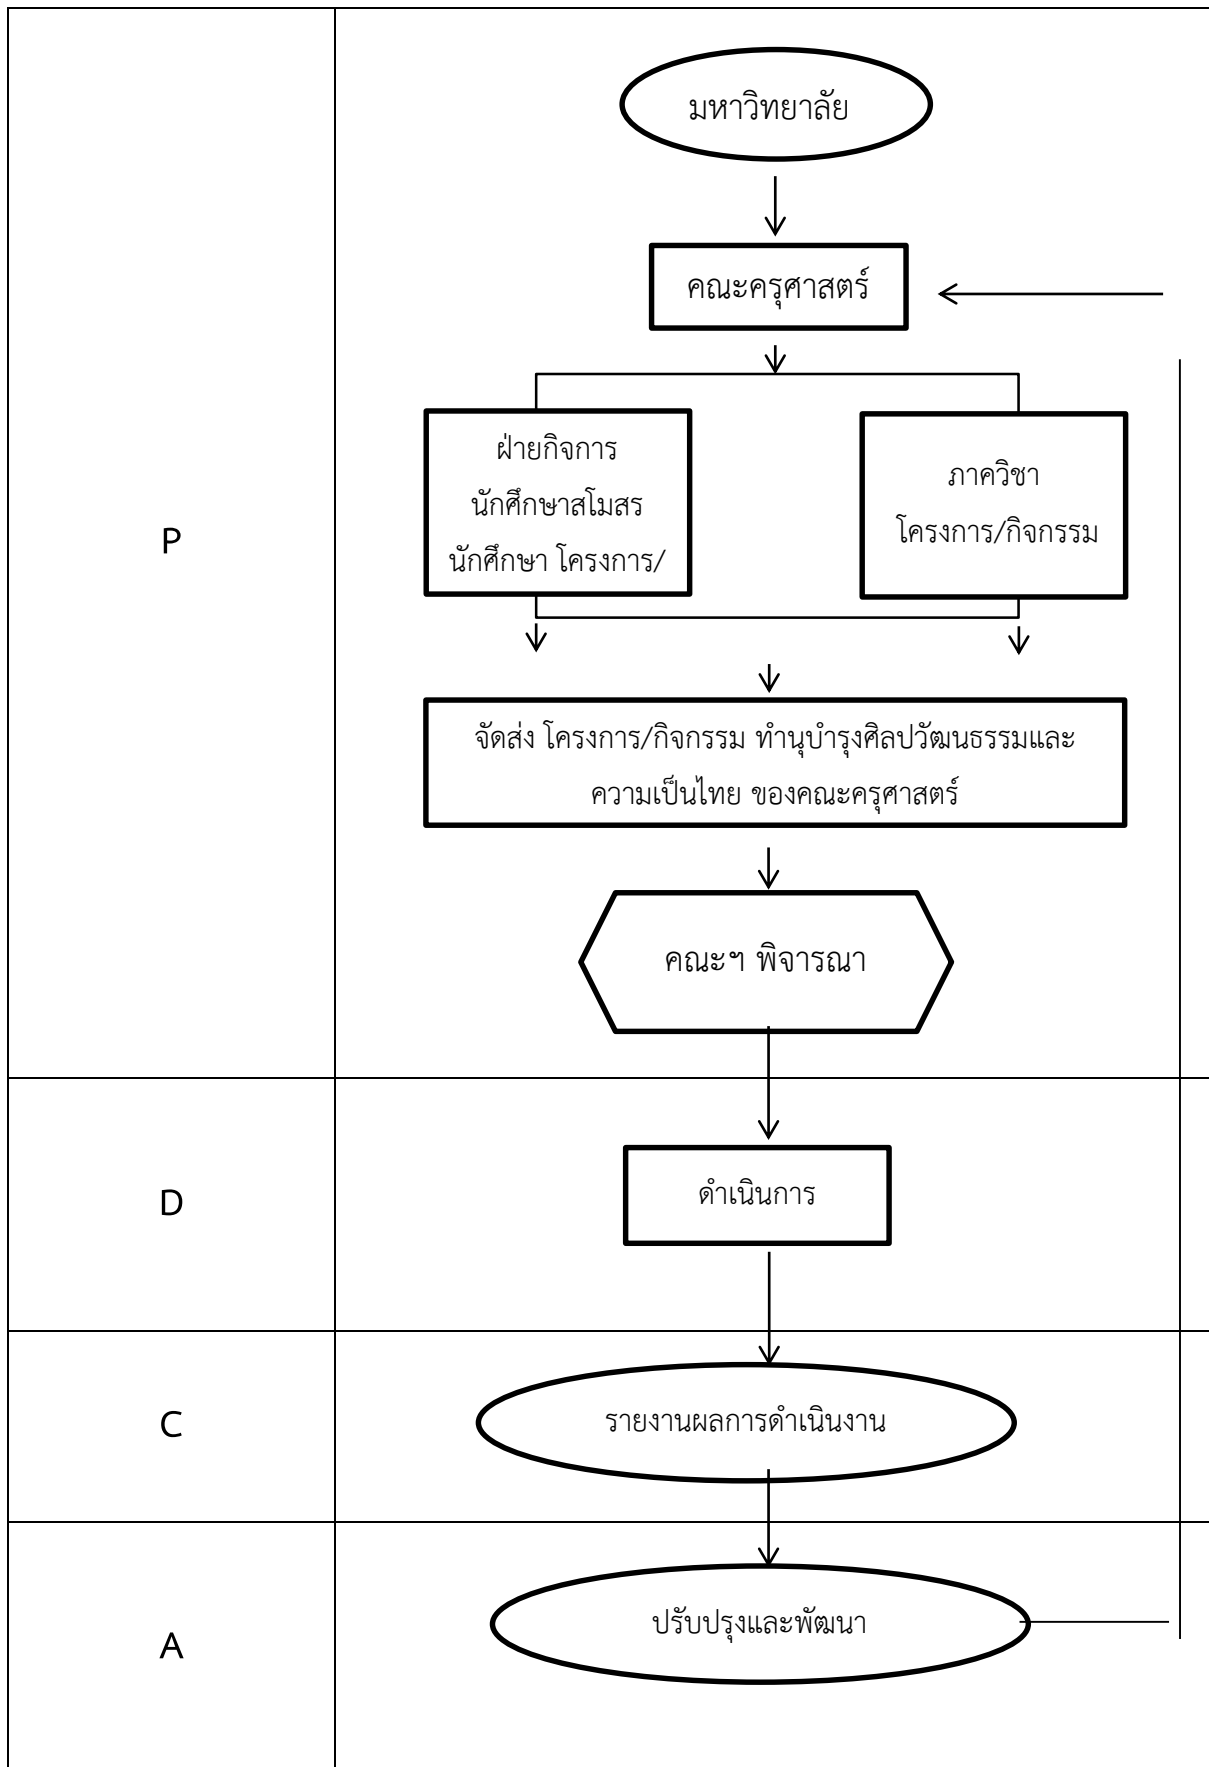 มหาวิทยาลัย
คณะครุศาสตร์
P
ฝ่ายกิจการ
นักศึกษาสโมสร
นักศึกษา โครงการ/
ภาควิชา
โครงการ/กิจกรรม
จัดส่ง โครงการ/กิจกรรม ทำนุบำรุงศิลปวัฒนธรรมและ
ความเป็นไทย ของคณะครุศาสตร์
คณะฯ พิจารณา
D
ดำเนินการ
C
รายงานผลการดำเนินงาน
A
ปรับปรุงและพัฒนา